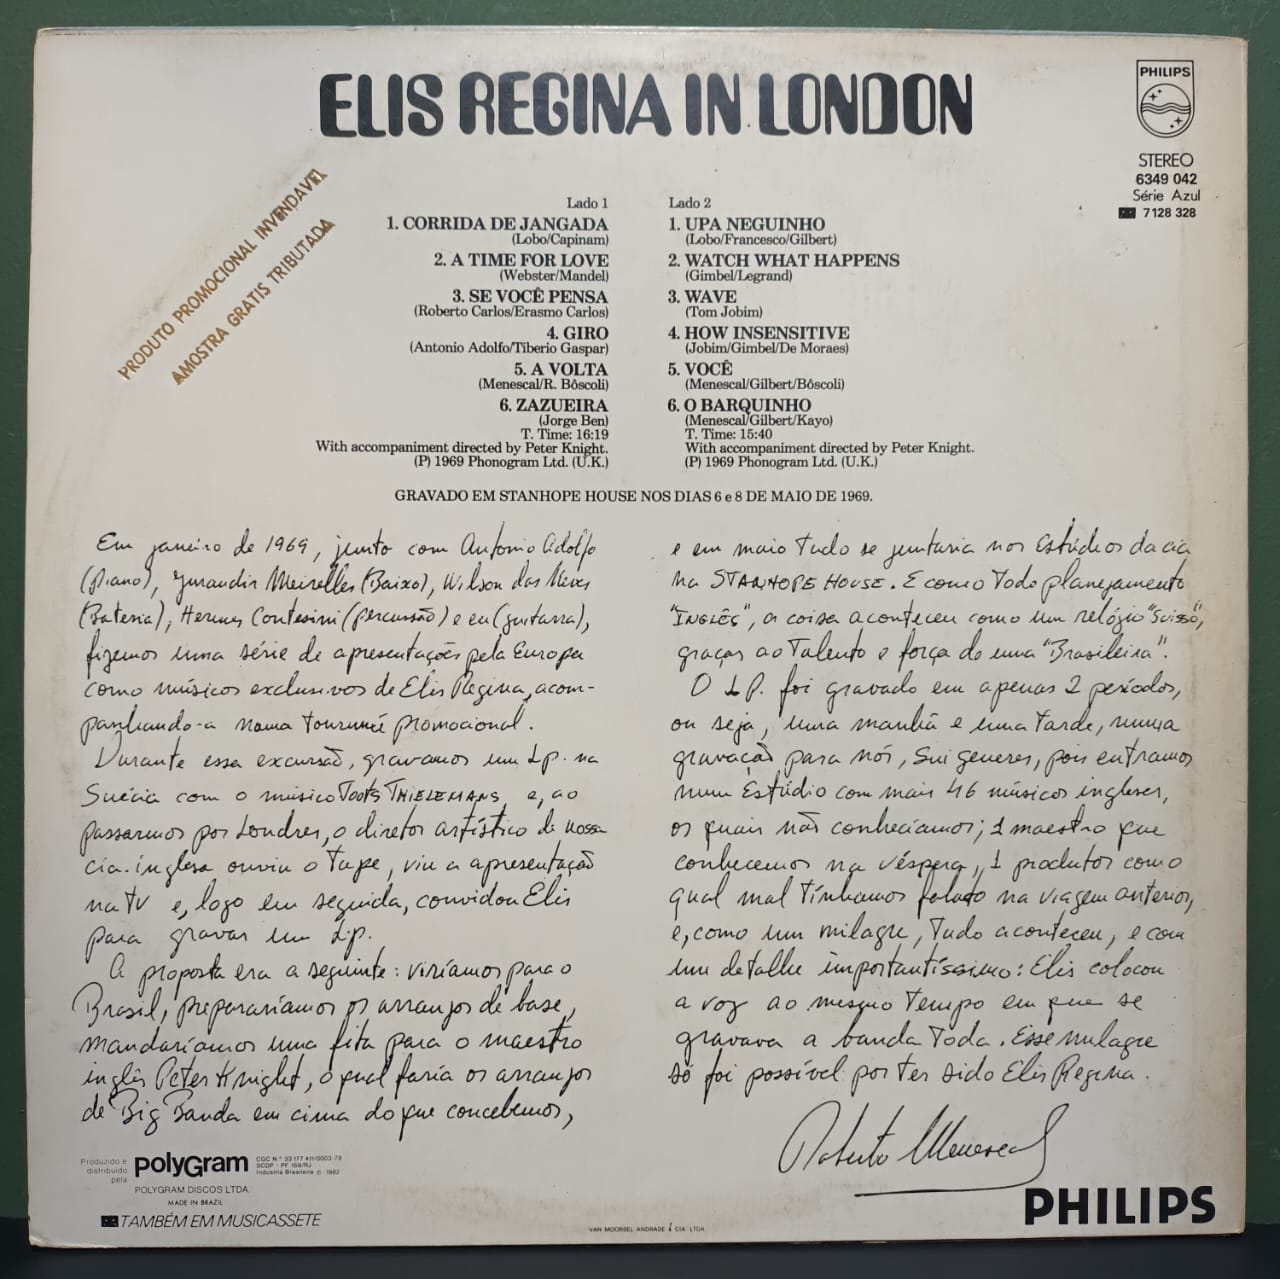 ELIS REGINA IN LONDON
PHILIPS
STEREO
6349 042
Série Azul
7128 328
PRODUTO PROMOCIONAL INVENDAVEL
AMOSTRA GRATIS TRIBUTADA
Lado 1
1. CORRIDA DE JANGADA
(Lobo/Capinam)
2. A TIME FOR LOVE
(Webster/Mandel)
3. SE VOCÊ PENSA
(Roberto Carlos/Erasmo Carlos)
4. GIRO
(Antonio Adolfo/Tiberio Gaspar)
5. A VOLTA
(Menescal/R. Bôscoli)
6. ZAZUEIRA
(Jorge Ben)
T. Time: 16:19
With accompaniment directed by Peter Knight.
(P) 1969 Phonogram Ltd. (U.K.)
Lado 2
1. UPA NEGUINHO
(Lobo/Francesco/Gilbert)
2. WATCH WHAT HAPPENS
(Gimbel/Legrand)
3. WAVE
(Tom Jobim)
4. HOW INSENSITIVE
(Jobim/Gimbel/De Moraes)
5. VOCÊ
(Menescal/Gilbert/Bôscoli)
6. O BARQUINHO
(Menescal/Gilbert/Kayo)
T. Time: 15:40
With accompaniment directed by Peter Knight.
(P) 1969 Phonogram Ltd. (U.K.)
GRAVADO EM STANHOPE HOUSE NOS DIAS 6 e 8 DE MAIO DE 1969.
Em janeiro de 1969, junto com Antonio Adolfo
(piano), Jurandir Meirelles (Baixo), Wilson das Neves
(Bateria), Hermes Contesini (percussão) e eu (guitarra),
fizemos uma série de apresentações pela Europa
como músicos exclusivos de Elis Regina, acom-
panhando-a numa tourneé promocional.
Durante essa excursão, gravamos um Lp. na
Suécia com o músico Toots THIELEMANS, e, ao
passarmos por Londres, o diretor artístico de nossa
cia. inglesa ouviu o Tape, viu a apresentação
na TV e, logo em seguida, convidou Elis
para gravar um Lp.
A proposta era a seguinte: viríamos para o
Brasil, prepararíamos os arranjos de base,
mandaríamos uma fita para o maestro
inglês Peter Knight, o qual faria os arranjos
de Big Banda em cima do que concebemos,
e em maio tudo se juntaria nos Estúdios da cia
na STANHOPE HOUSE. E como Todo planejamento
"INGLÊS", a coisa aconteceu como um relógio "Suisso",
graças ao Talento e força de uma "Brasileira".
O LP. foi gravado em apenas 2 períodos,
ou seja, uma manhã e uma Tarde, numa
gravação para nós, Sui generes, pois entramos
num Estúdio com mais 46 músicos ingleses,
os quais não conhecíamos; 1 maestro que
conhecemos na véspera, 1 produtor com o
qual mal tínhamos falado na viagem anterior,
e, como um milagre, Tudo aconteceu, e com
um detalhe importantíssimo: Elis colocou
a voz ao mesmo Tempo em que se
gravava a banda Toda. Esse milagre
só foi possível por ter sido Elis Regina.
Roberto Menescal
Produzido e
distribuido
pela
polyGram
CGC Nº 33 177 411/0003-78
SCDP - PF 159/RJ
Indústria Brasileira © 1982
POLYGRAM DISCOS LTDA.
MADE IN BRAZIL
TAMBÉM EM MUSICASSETE
VAN MOORSEL ANDRADE & CIA. LTDA.
PHILIPS